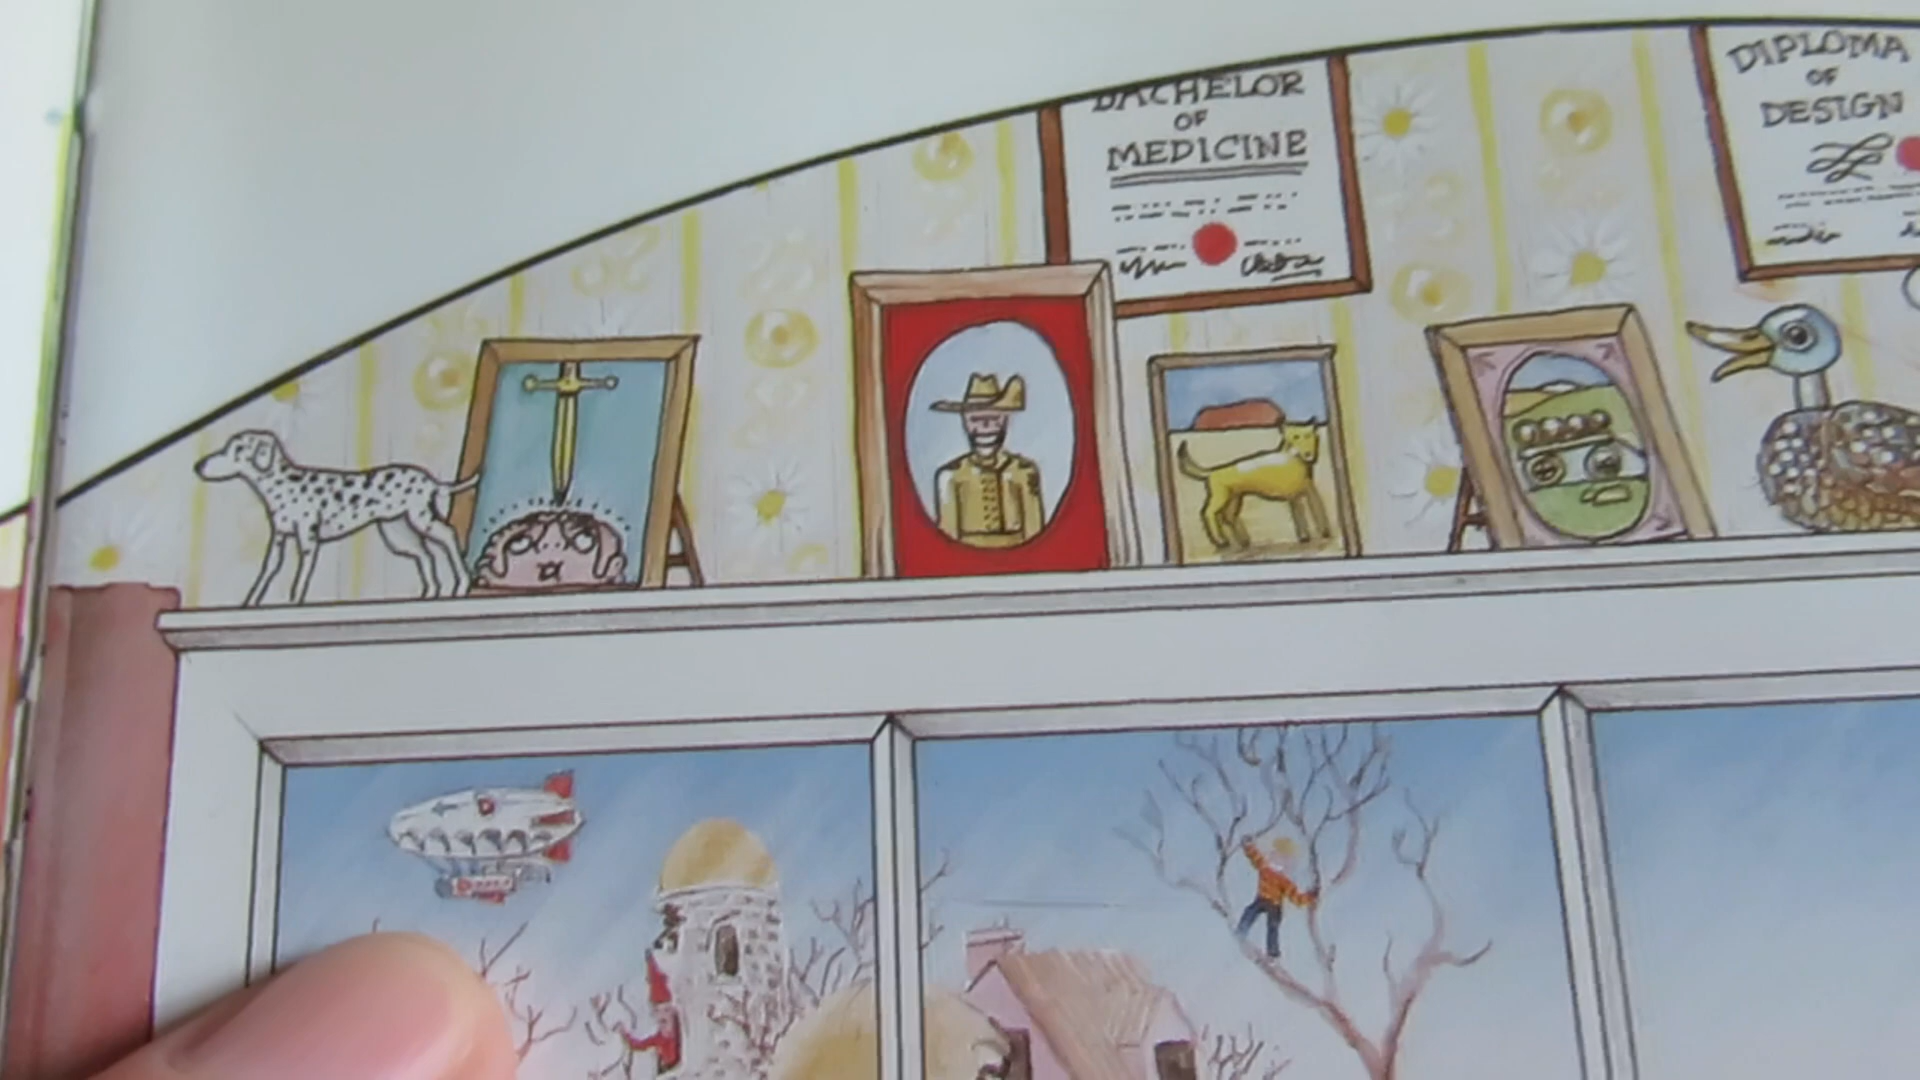 BACHELOR
OF
MEDICINE
DIPLOMA
OF
DESIGN